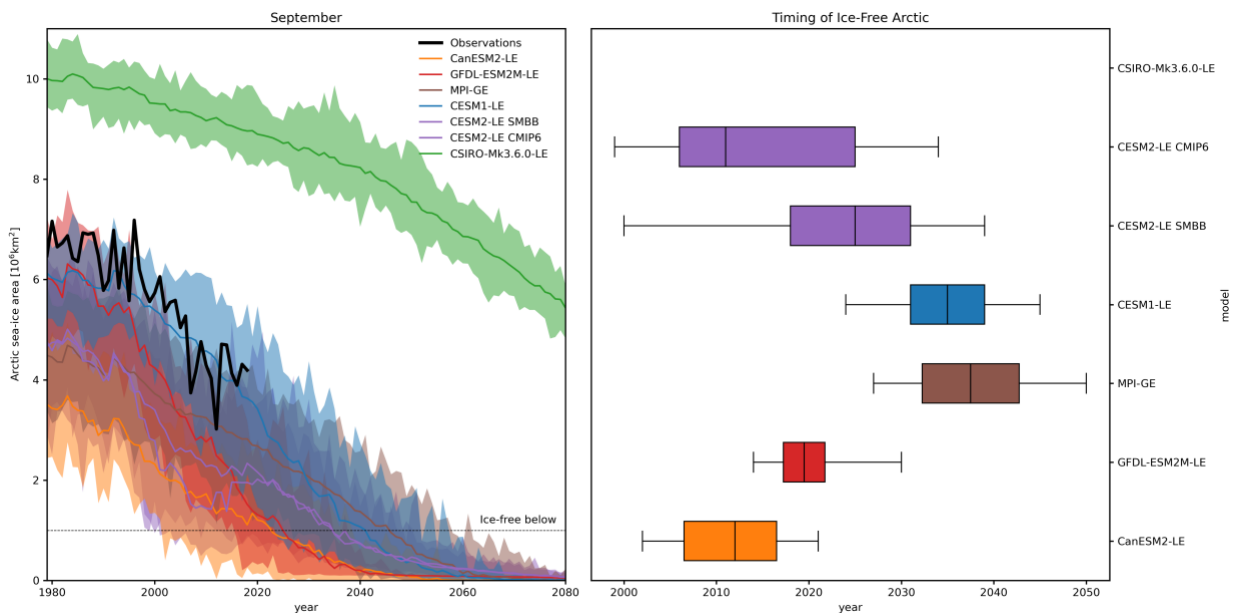 September
Observations
CanESM2-LE
GFDL-ESM2M-LE
MPI-GE
CESM1-LE
CESM2-LE SMBB
CESM2-LE CMIP6
CSIRO-Mk3.6.0-LE
Ice-free below
Arctic sea-ice area [10⁶km²]
10
8
6
4
2
0
1980
2000
2020
2040
2060
2080
year
Timing of Ice-Free Arctic
CSIRO-Mk3.6.0-LE
CESM2-LE CMIP6
CESM2-LE SMBB
CESM1-LE
MPI-GE
GFDL-ESM2M-LE
CanESM2-LE
model
2000
2010
2020
2030
2040
2050
year